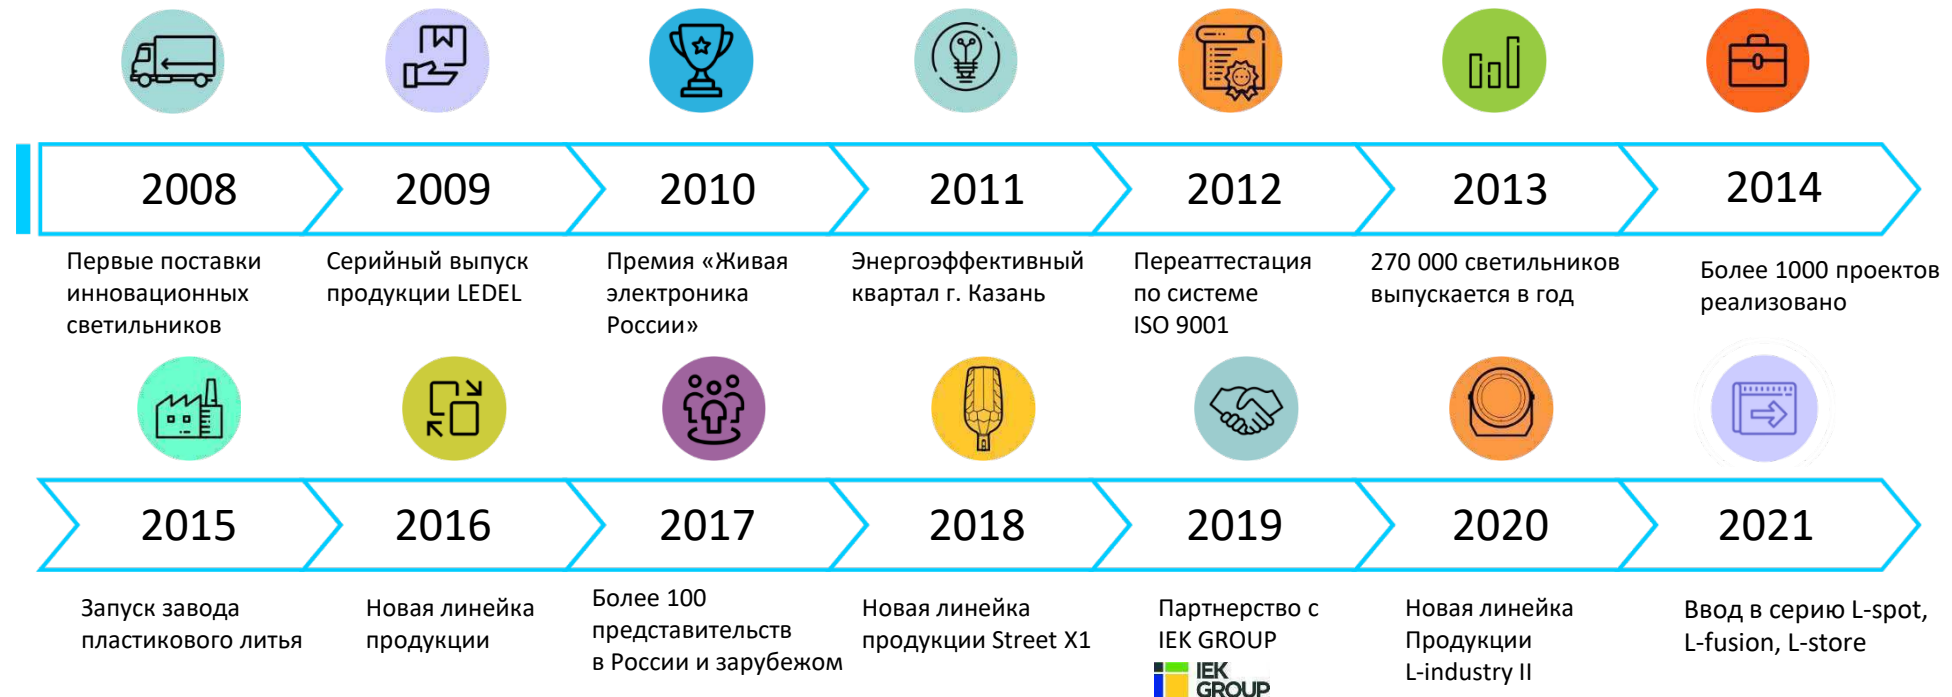 2008
2009
2010
2011
2012
2013
2014
Первые поставки
инновационных
светильников
Серийный выпуск
продукции LEDEL
Премия «Живая
электроника
России»
Энергоэффективный
квартал г. Казань
Переаттестация
по системе
ISO 9001
270 000 светильников
выпускается в год
Более 1000 проектов
реализовано
2015
2016
2017
2018
2019
2020
2021
Запуск завода
пластикового литья
Новая линейка
продукции
Более 100
представительств
в России и зарубежом
Новая линейка
продукции Street X1
Партнерство с
IEK GROUP
IEK
GROUP
Новая линейка
Продукции
L-industry II
Ввод в серию L-spot,
L-fusion, L-store